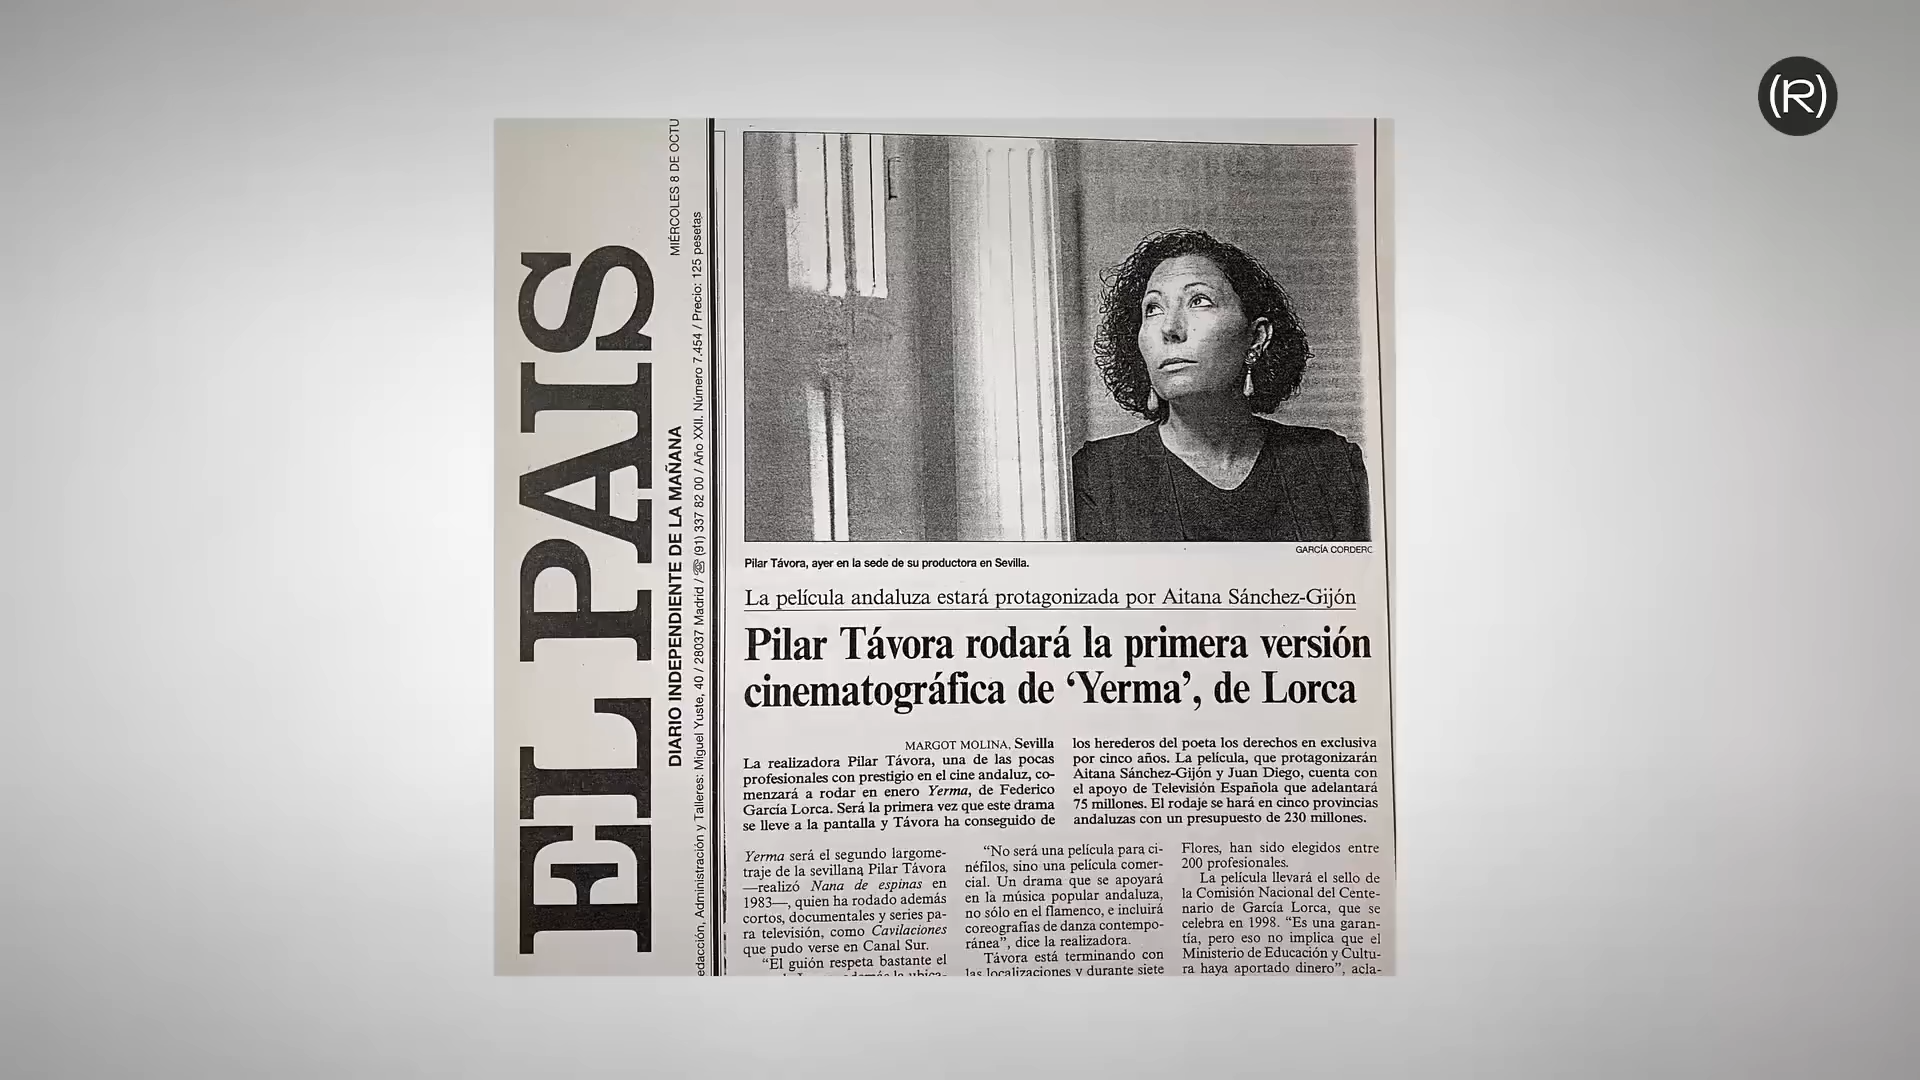 (R)
EL PAIS
DIARIO INDEPENDIENTE DE LA MAÑANA
MIÉRCOLES 8 DE OCTU
edacción, Administración y Talleres: Miguel Yuste, 40 / 28037 Madrid / ☏ (91) 337 82 00 / Año XXII. Número 7.454 / Precio: 125 pesetas
GARCÍA CORDERO
Pilar Távora, ayer en la sede de su productora en Sevilla.
La película andaluza estará protagonizada por Aitana Sánchez-Gijón
Pilar Távora rodará la primera versión
cinematográfica de ‘Yerma’, de Lorca
MARGOT MOLINA, Sevilla
La realizadora Pilar Távora, una de las pocas
profesionales con prestigio en el cine andaluz, co-
menzará a rodar en enero Yerma, de Federico
García Lorca. Será la primera vez que este drama
se lleve a la pantalla y Távora ha conseguido de
los herederos del poeta los derechos en exclusiva
por cinco años. La película, que protagonizarán
Aitana Sánchez-Gijón y Juan Diego, cuenta con
el apoyo de Televisión Española que adelantará
75 millones. El rodaje se hará en cinco provincias
andaluzas con un presupuesto de 230 millones.
Yerma será el segundo largome-
traje de la sevillana Pilar Távora
—realizó Nana de espinas en
1983—, quien ha rodado además
cortos, documentales y series pa-
ra televisión, como Cavilaciones
que pudo verse en Canal Sur.
“El guión respeta bastante el
“No será una película para ci-
néfilos, sino una película comer-
cial. Un drama que se apoyará
en la música popular andaluza,
no sólo en el flamenco, e incluirá
coreografías de danza contempo-
ránea”, dice la realizadora.
Távora está terminando con
las localizaciones y durante siete
Flores, han sido elegidos entre
200 profesionales.
La película llevará el sello de
la Comisión Nacional del Cente-
nario de García Lorca, que se
celebra en 1998. “Es una garan-
tía, pero eso no implica que el
Ministerio de Educación y Cultu-
ra haya aportado dinero”, acla-